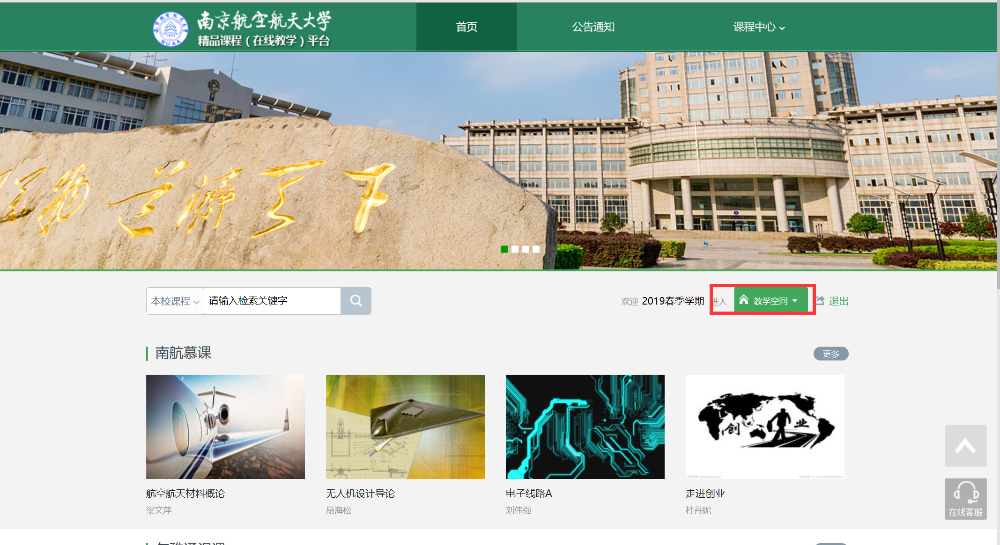 南京航空航天大学
精品课程（在线教学）平台
1952
NUAA
首页
公告通知
课程中心
天下
本校课程
请输入检索关键字
欢迎 2019春季学期 进入 教学空间 退出
南航慕课
更多
创业
航空航天材料概论
梁文萍
无人机设计导论
昂海松
电子线路A
刘伟强
走进创业
杜丹妮
在线客服